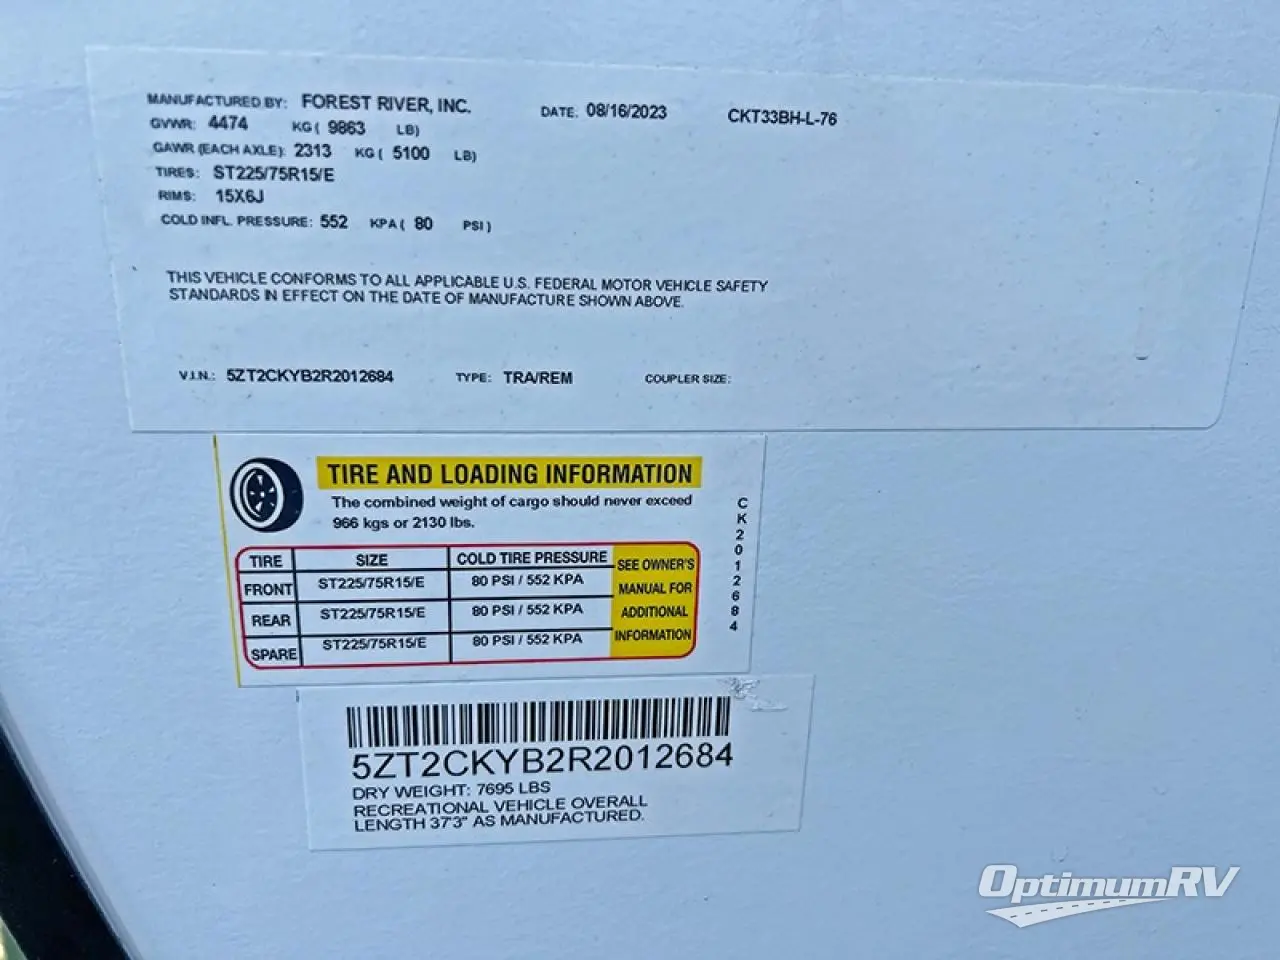 MANUFACTURED BY: FOREST RIVER, INC. DATE. 08/16/2023 CKT33BH-L-76
GVWR: 4474 KG ( 9863 LB)
GAWR (EACH AXLE): 2313 KG ( 5100 LB)
TIRES: ST225/75R15/E
RIMS: 15X6J
COLD INFL. PRESSURE: 552 KPA ( 80 PSI )
THIS VEHICLE CONFORMS TO ALL APPLICABLE U.S. FEDERAL MOTOR VEHICLE SAFETY
STANDARDS IN EFFECT ON THE DATE OF MANUFACTURE SHOWN ABOVE.
V.I.N.: 5ZT2CKYB2R2012684 TYPE: TRA/REM COUPLER SIZE:
TIRE AND LOADING INFORMATION
The combined weight of cargo should never exceed
966 kgs or 2130 lbs.
TIRE SIZE COLD TIRE PRESSURE
FRONT ST225/75R15/E 80 PSI / 552 KPA
REAR ST225/75R15/E 80 PSI / 552 KPA
SPARE ST225/75R15/E 80 PSI / 552 KPA
SEE OWNER'S
MANUAL FOR
ADDITIONAL
INFORMATION
CK2012684
5ZT2CKYB2R2012684
DRY WEIGHT: 7695 LBS
RECREATIONAL VEHICLE OVERALL
LENGTH 37'3" AS MANUFACTURED.
OptimumRV